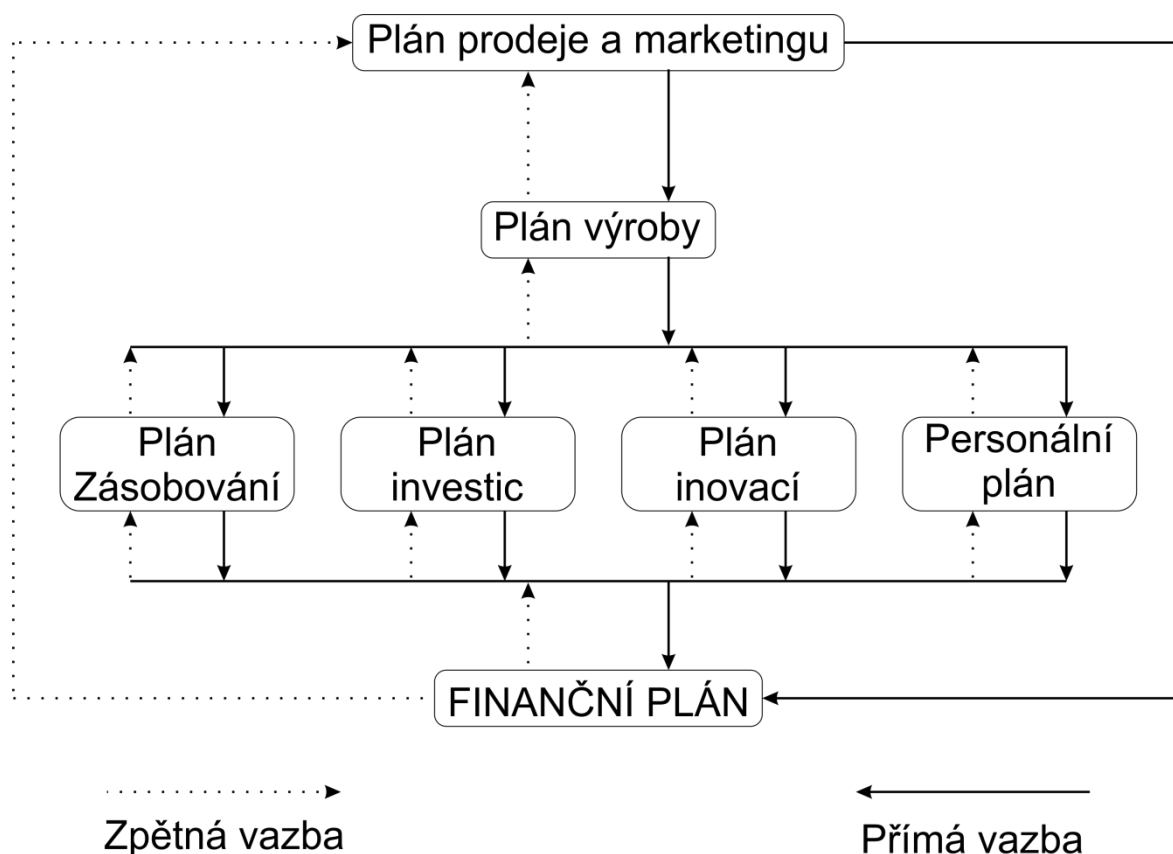 Plán prodeje a marketingu
Plán výroby
Plán
Zásobování
Plán
investic
Plán
inovací
Personální
plán
FINANČNÍ PLÁN
Zpětná vazba
Přímá vazba